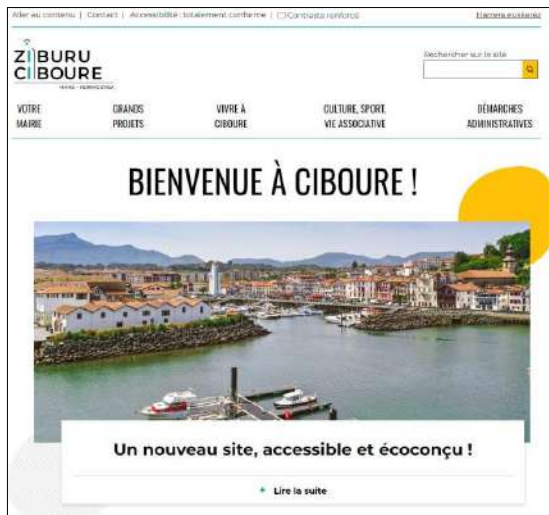 Aller au contenu | Contact | Accessibilité : totalement conforme | Contraste renforcé
ZIBURU
CIBOURE
Rechercher sur le site
VOTRE MAIRIE
GRANDS PROJETS
VIVRE À CIBOURE
CULTURE, SPORT, VIE ASSOCIATIVE
DÉMARCHES ADMINISTRATIVES
BIENVENUE À CIBOURE !
Un nouveau site, accessible et écoconçu !
+ Lire la suite